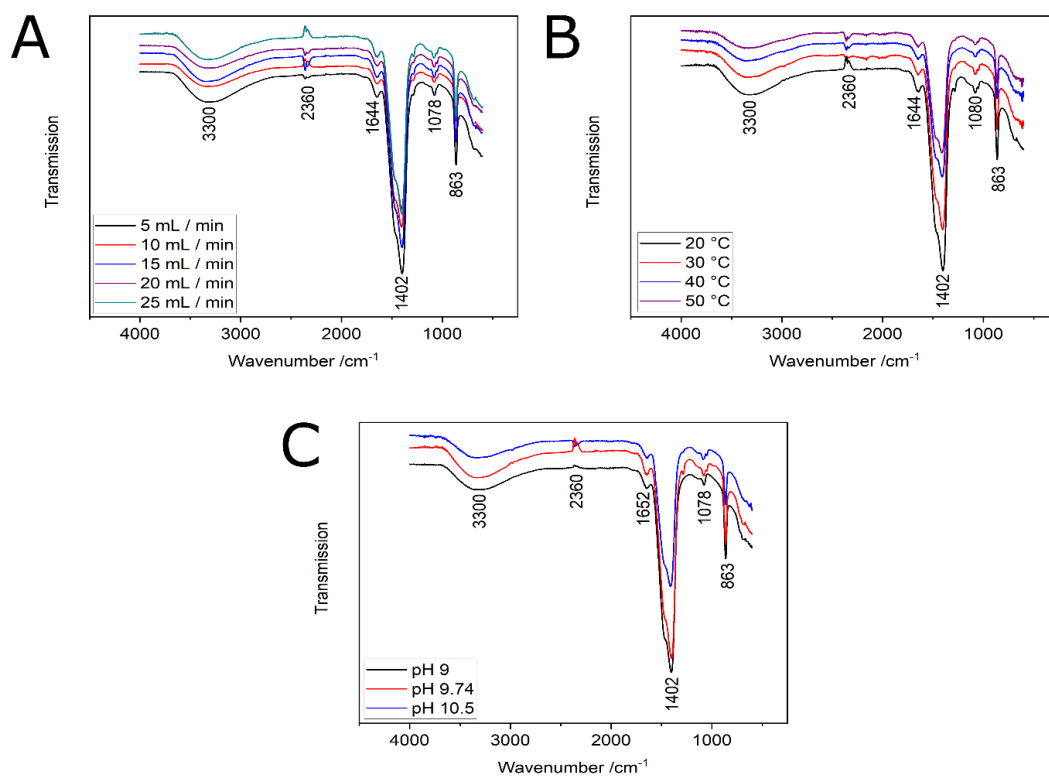 A
Transmission
3300
2360
1644
1402
1078
863
5 mL / min
10 mL / min
15 mL / min
20 mL / min
25 mL / min
4000
3000
2000
1000
Wavenumber /cm⁻¹
B
Transmission
3300
2360
1644
1402
1080
863
20 °C
30 °C
40 °C
50 °C
4000
3000
2000
1000
Wavenumber /cm⁻¹
C
Transmission
3300
2360
1652
1402
1078
863
pH 9
pH 9.74
pH 10.5
4000
3000
2000
1000
Wavenumber /cm⁻¹